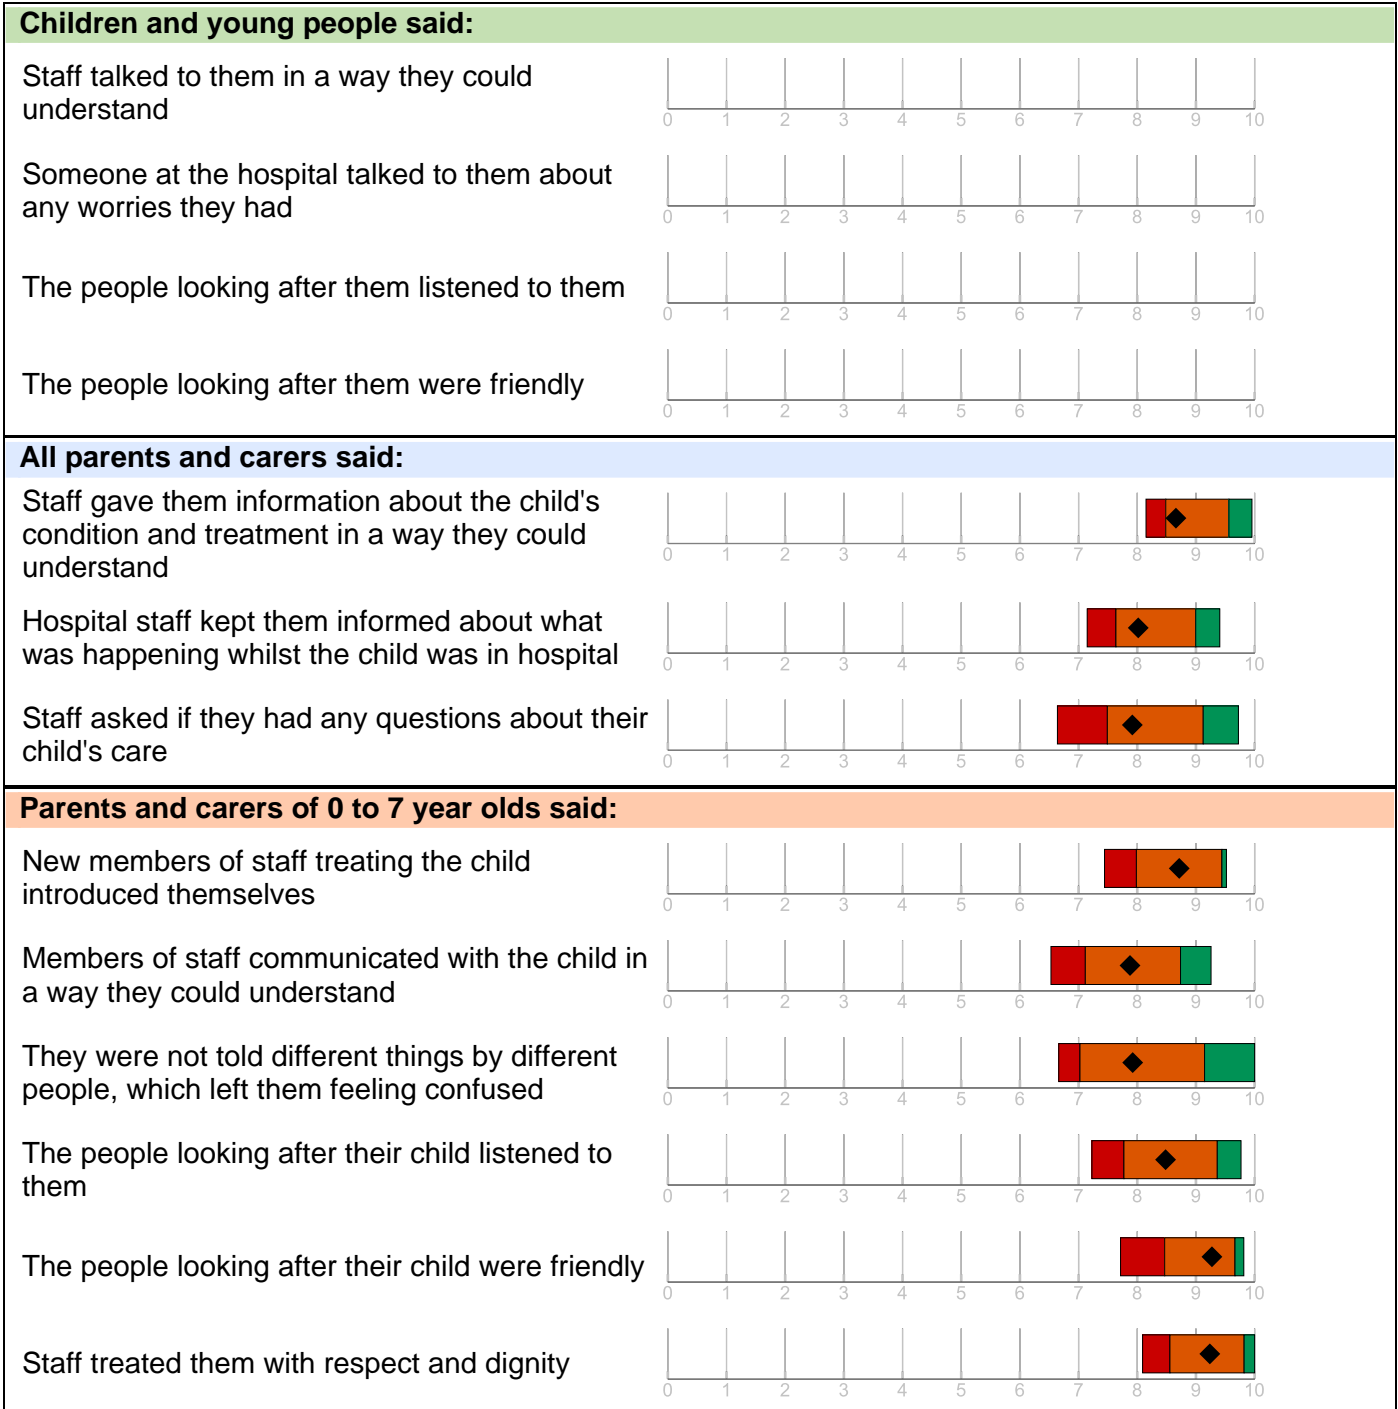 Children and young people said:
Staff talked to them in a way they could
understand
0 1 2 3 4 5 6 7 8 9 10
Someone at the hospital talked to them about
any worries they had
0 1 2 3 4 5 6 7 8 9 10
The people looking after them listened to them
0 1 2 3 4 5 6 7 8 9 10
The people looking after them were friendly
0 1 2 3 4 5 6 7 8 9 10
All parents and carers said:
Staff gave them information about the child's
condition and treatment in a way they could
understand
0 1 2 3 4 5 6 7 8 9 10
Hospital staff kept them informed about what
was happening whilst the child was in hospital
0 1 2 3 4 5 6 7 8 9 10
Staff asked if they had any questions about their
child's care
0 1 2 3 4 5 6 7 8 9 10
Parents and carers of 0 to 7 year olds said:
New members of staff treating the child
introduced themselves
0 1 2 3 4 5 6 7 8 9 10
Members of staff communicated with the child in
a way they could understand
0 1 2 3 4 5 6 7 8 9 10
They were not told different things by different
people, which left them feeling confused
0 1 2 3 4 5 6 7 8 9 10
The people looking after their child listened to
them
0 1 2 3 4 5 6 7 8 9 10
The people looking after their child were friendly
0 1 2 3 4 5 6 7 8 9 10
Staff treated them with respect and dignity
0 1 2 3 4 5 6 7 8 9 10